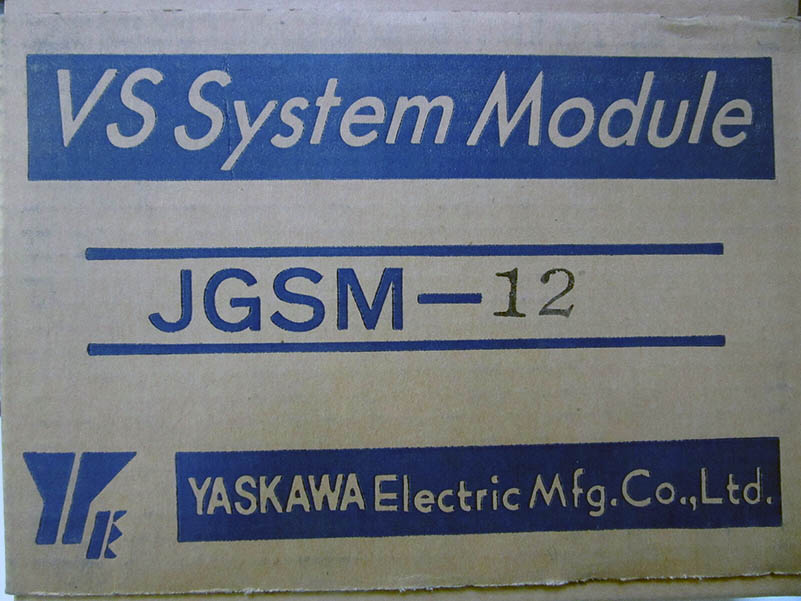 VS System Module
JGSM-12
YASKAWA Electric Mfg. Co., Ltd.